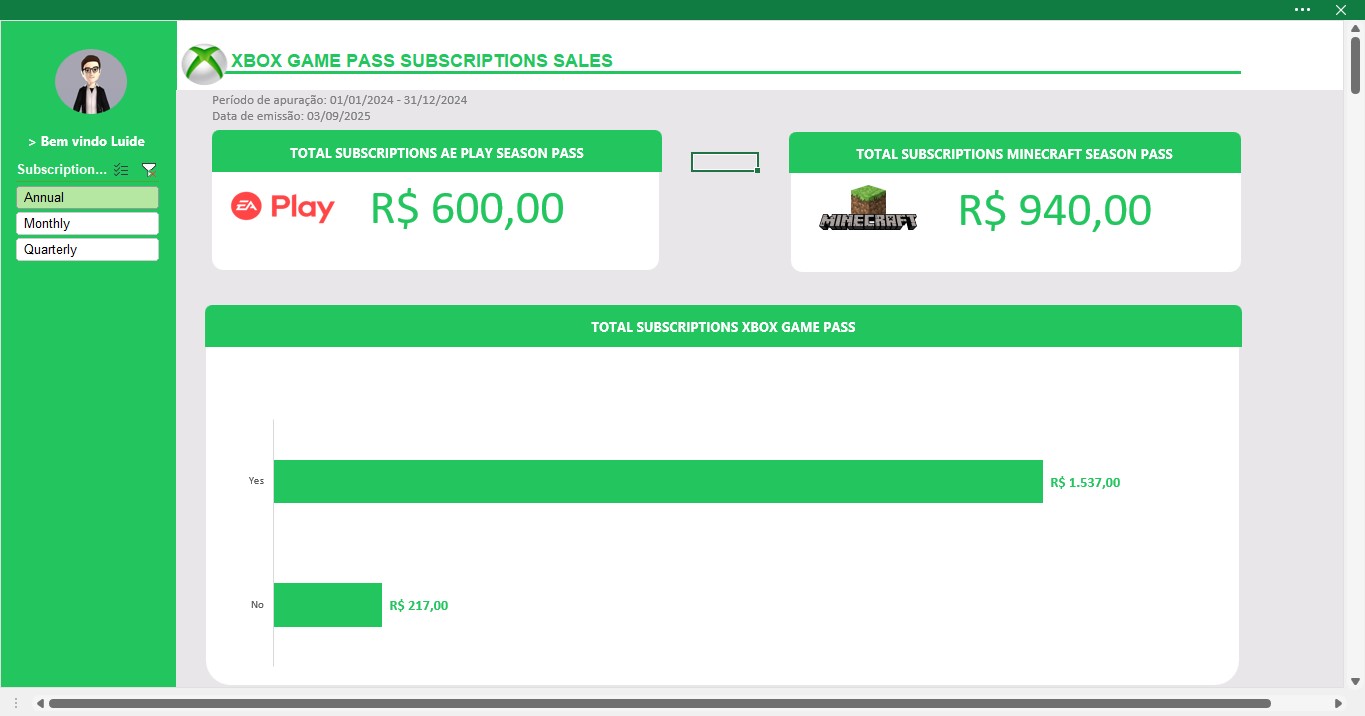 XBOX GAME PASS SUBSCRIPTIONS SALES
Período de apuração: 01/01/2024 - 31/12/2024
Data de emissão: 03/09/2025
> Bem vindo Luide
Subscription...
Annual
Monthly
Quarterly
TOTAL SUBSCRIPTIONS AE PLAY SEASON PASS
EA Play
R$ 600,00
TOTAL SUBSCRIPTIONS MINECRAFT SEASON PASS
MINECRAFT
R$ 940,00
TOTAL SUBSCRIPTIONS XBOX GAME PASS
Yes
R$ 1.537,00
No
R$ 217,00